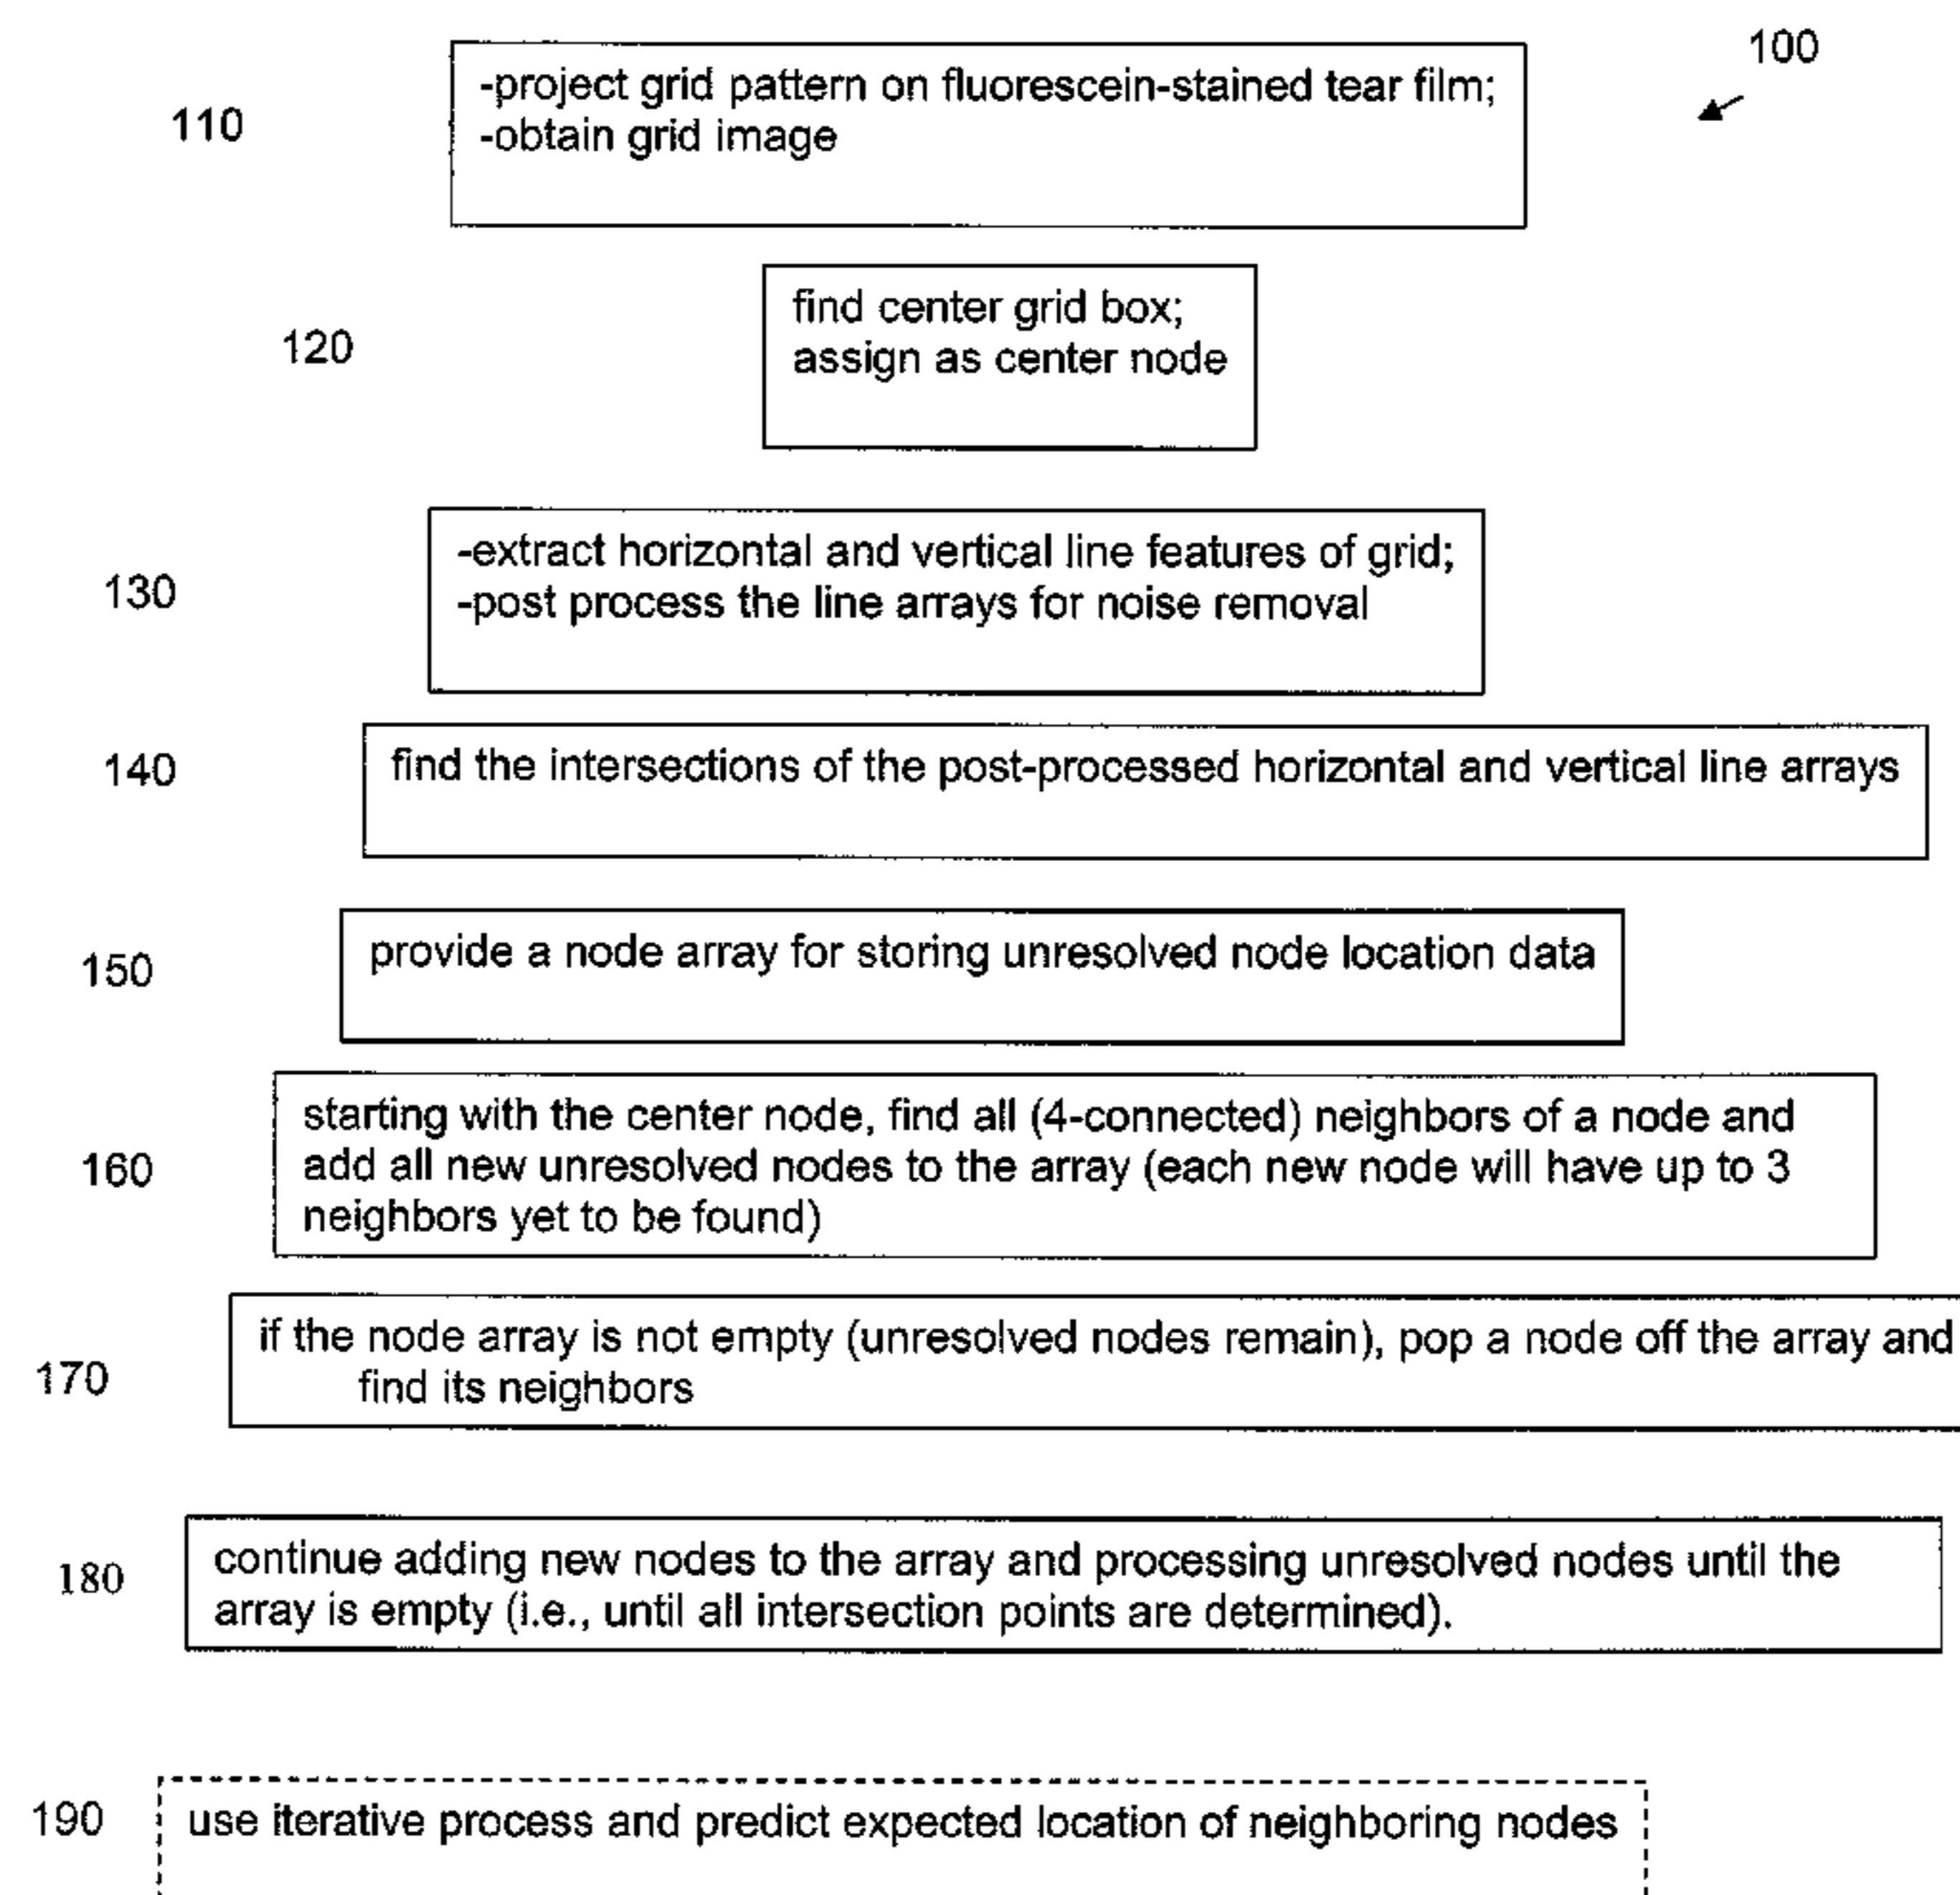 100
110
-project grid pattern on fluorescein-stained tear film;
-obtain grid image
120
find center grid box;
assign as center node
130
-extract horizontal and vertical line features of grid;
-post process the line arrays for noise removal
140
find the intersections of the post-processed horizontal and vertical line arrays
150
provide a node array for storing unresolved node location data
160
starting with the center node, find all (4-connected) neighbors of a node and
add all new unresolved nodes to the array (each new node will have up to 3
neighbors yet to be found)
170
if the node array is not empty (unresolved nodes remain), pop a node off the array and
find its neighbors
180
continue adding new nodes to the array and processing unresolved nodes until the
array is empty (i.e., until all intersection points are determined).
190
use iterative process and predict expected location of neighboring nodes